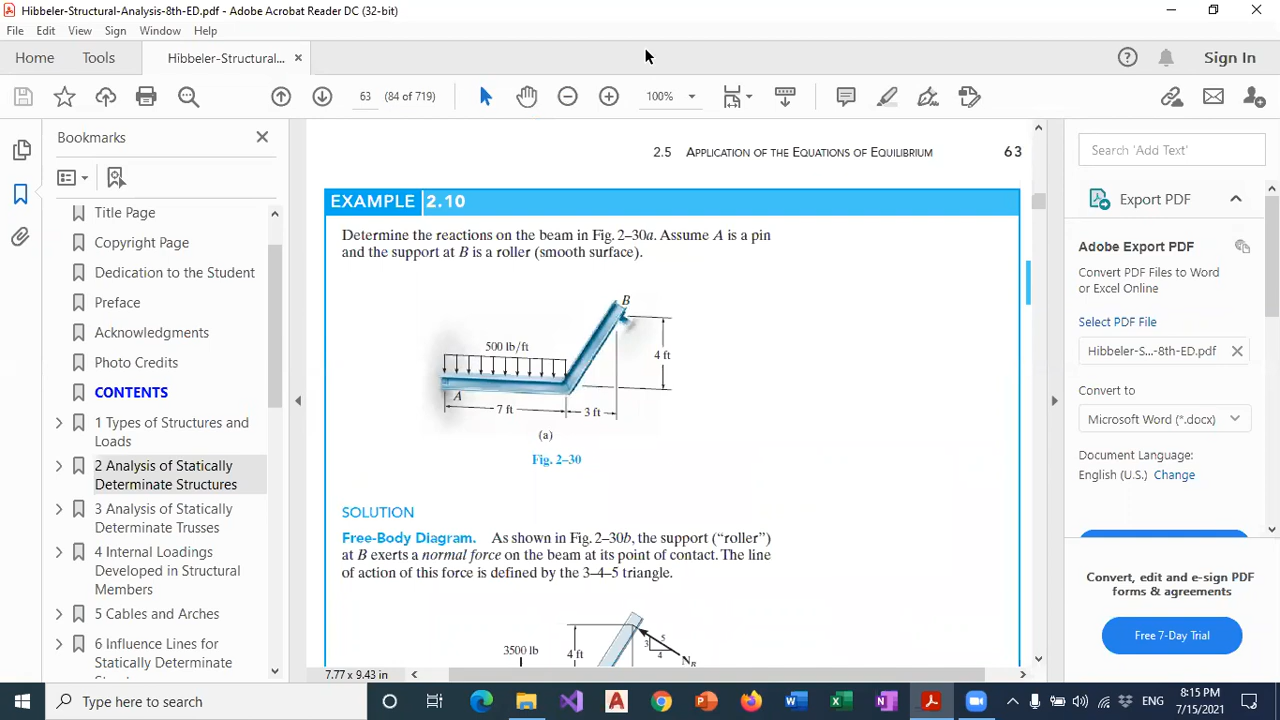 Hibbeler-Structural-Analysis-8th-ED.pdf - Adobe Acrobat Reader DC (32-bit)
File Edit View Sign Window Help
Home Tools Hibbeler-Structural... × Sign In
63 (84 of 719) 100%
Bookmarks
Title Page
Copyright Page
Dedication to the Student
Preface
Acknowledgments
Photo Credits
CONTENTS
1 Types of Structures and
Loads
2 Analysis of Statically
Determinate Structures
3 Analysis of Statically
Determinate Trusses
4 Internal Loadings
Developed in Structural
Members
5 Cables and Arches
6 Influence Lines for
Statically Determinate
2.5 APPLICATION OF THE EQUATIONS OF EQUILIBRIUM 63
EXAMPLE 2.10
Determine the reactions on the beam in Fig. 2–30a. Assume A is a pin
and the support at B is a roller (smooth surface).
B
500 lb/ft
4 ft
A
7 ft
3 ft
(a)
Fig. 2–30
SOLUTION
Free-Body Diagram. As shown in Fig. 2–30b, the support (“roller”)
at B exerts a normal force on the beam at its point of contact. The line
of action of this force is defined by the 3–4–5 triangle.
3500 lb
4 ft
3
5
4
N_B
7.77 x 9.43 in
Search 'Add Text'
Export PDF
Adobe Export PDF
Convert PDF Files to Word
or Excel Online
Select PDF File
Hibbeler-S...-8th-ED.pdf
Convert to
Microsoft Word (*.docx)
Document Language:
English (U.S.) Change
Convert, edit and e-sign PDF
forms & agreements
Free 7-Day Trial
Type here to search
ENG
8:15 PM
7/15/2021